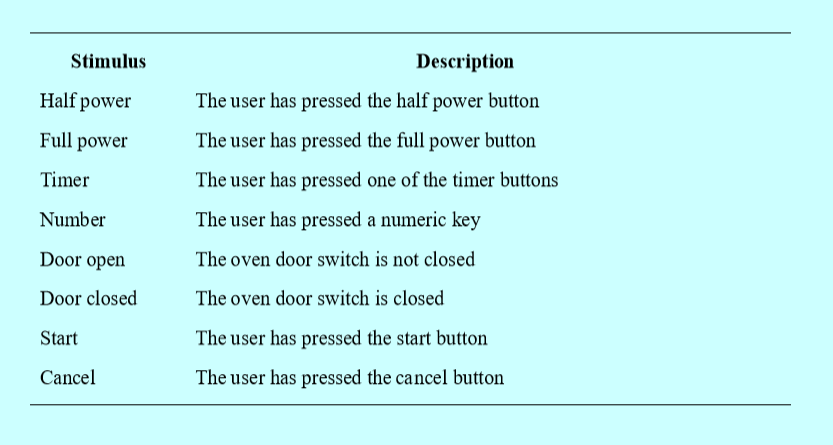 Stimulus Description
Half power The user has pressed the half power button
Full power The user has pressed the full power button
Timer The user has pressed one of the timer buttons
Number The user has pressed a numeric key
Door open The oven door switch is not closed
Door closed The oven door switch is closed
Start The user has pressed the start button
Cancel The user has pressed the cancel button